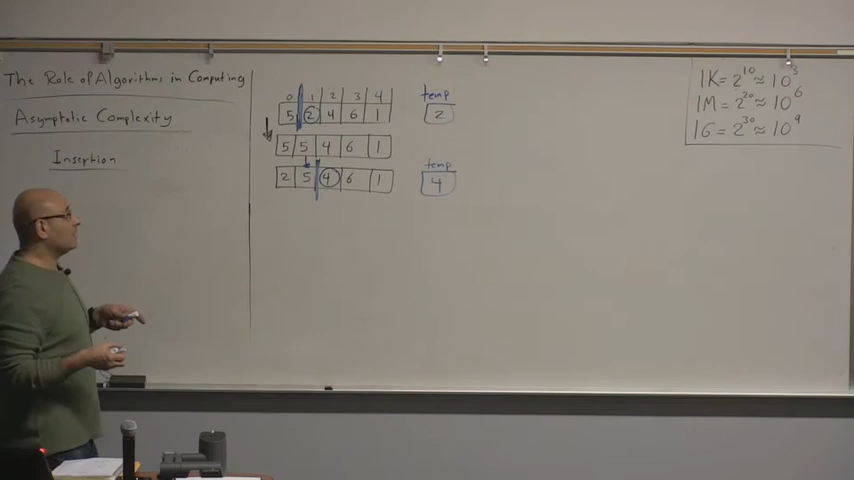 The Role of Algorithms in Computing
Asymptotic Complexity
Insertion
0 1 2 3 4
5 2 4 6 1
temp
2
5 5 4 6 1
2 5 4 6 1
temp
4
1K = 2^10 ≈ 10^3
1M = 2^20 ≈ 10^6
1G = 2^30 ≈ 10^9